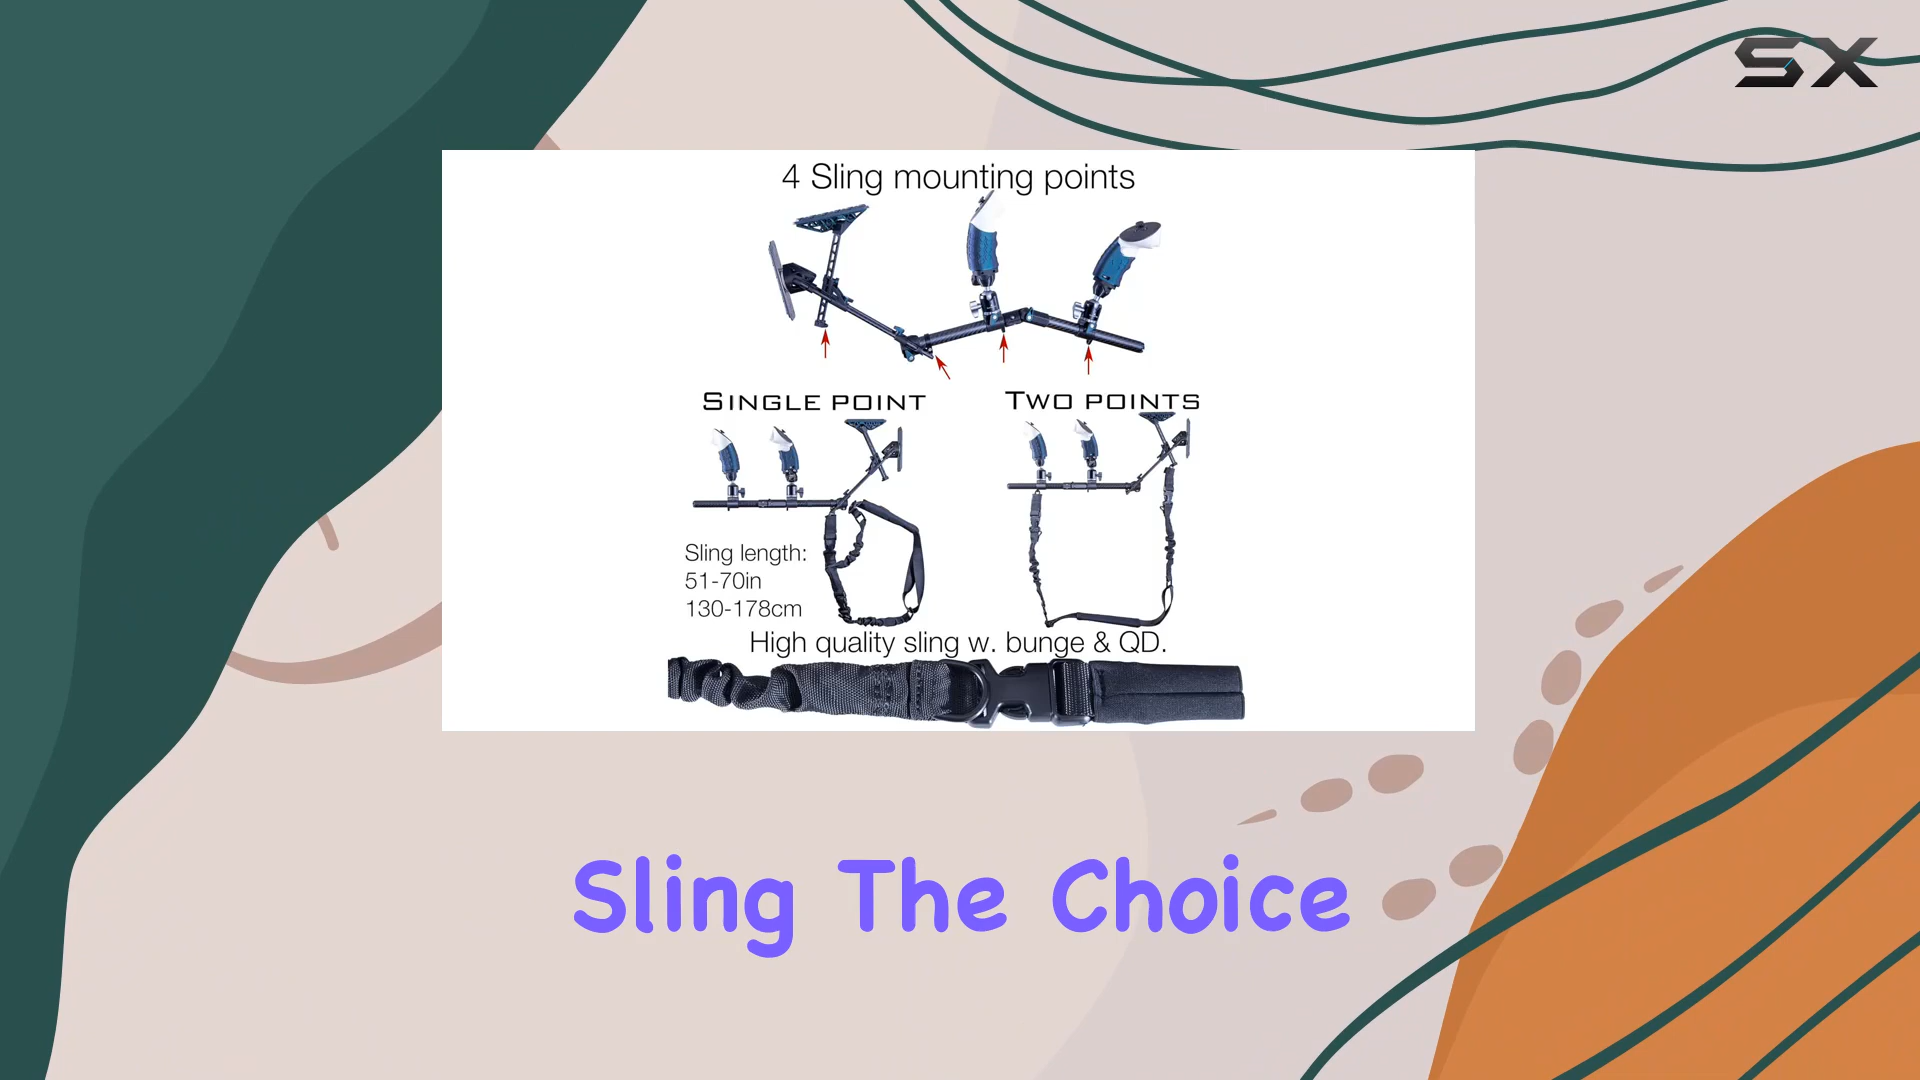 SX
4 Sling mounting points
SINGLE POINT
TWO POINTS
Sling length:
51-70in
130-178cm
High quality sling w. bunge & QD.
Sling The Choice